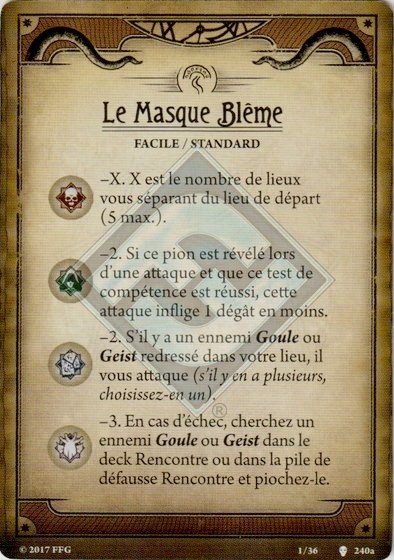 Le Masque Blême
FACILE / STANDARD
–X. X est le nombre de lieux
vous séparant du lieu de départ
(5 max.).
–2. Si ce pion est révélé lors
d'une attaque et que ce test de
compétence est réussi, cette
attaque inflige 1 dégât en moins.
–2. S'il y a un ennemi Goule ou
Geist redressé dans votre lieu, il
vous attaque (s'il y en a plusieurs,
choisissez-en un).
–3. En cas d'échec, cherchez un
ennemi Goule ou Geist dans le
deck Rencontre ou dans la pile de
défausse Rencontre et piochez-le.
© 2017 FFG
1/36
240a